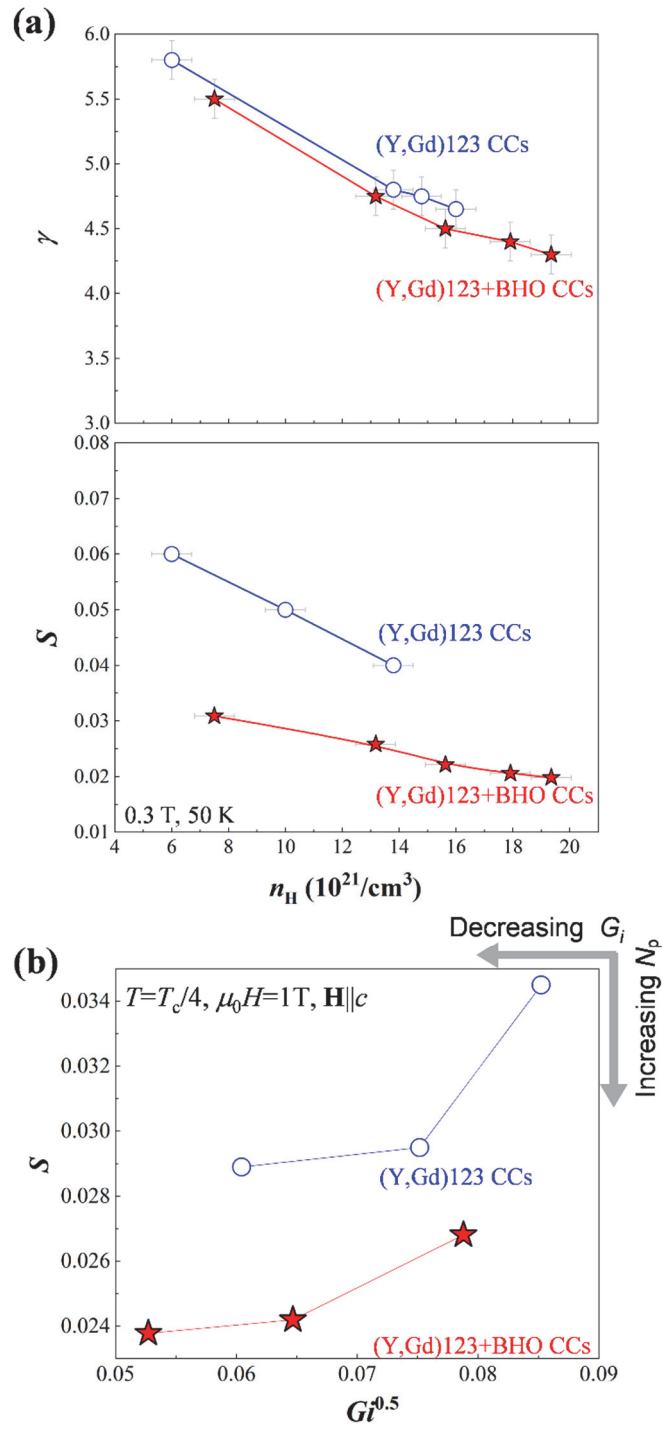 (a)
6.0
5.5
5.0
4.5
4.0
3.5
3.0
γ
(Y,Gd)123 CCs
(Y,Gd)123+BHO CCs
0.08
0.07
0.06
0.05
0.04
0.03
0.02
0.01
S
(Y,Gd)123 CCs
(Y,Gd)123+BHO CCs
0.3 T, 50 K
4 6 8 10 12 14 16 18 20
n_H (10^21/cm^3)
(b)
Decreasing G_i
Increasing N_p
T=T_c/4, μ_0H=1T, H||c
0.034
0.032
0.030
0.028
0.026
0.024
S
(Y,Gd)123 CCs
(Y,Gd)123+BHO CCs
0.05 0.06 0.07 0.08 0.09
Gi^0.5